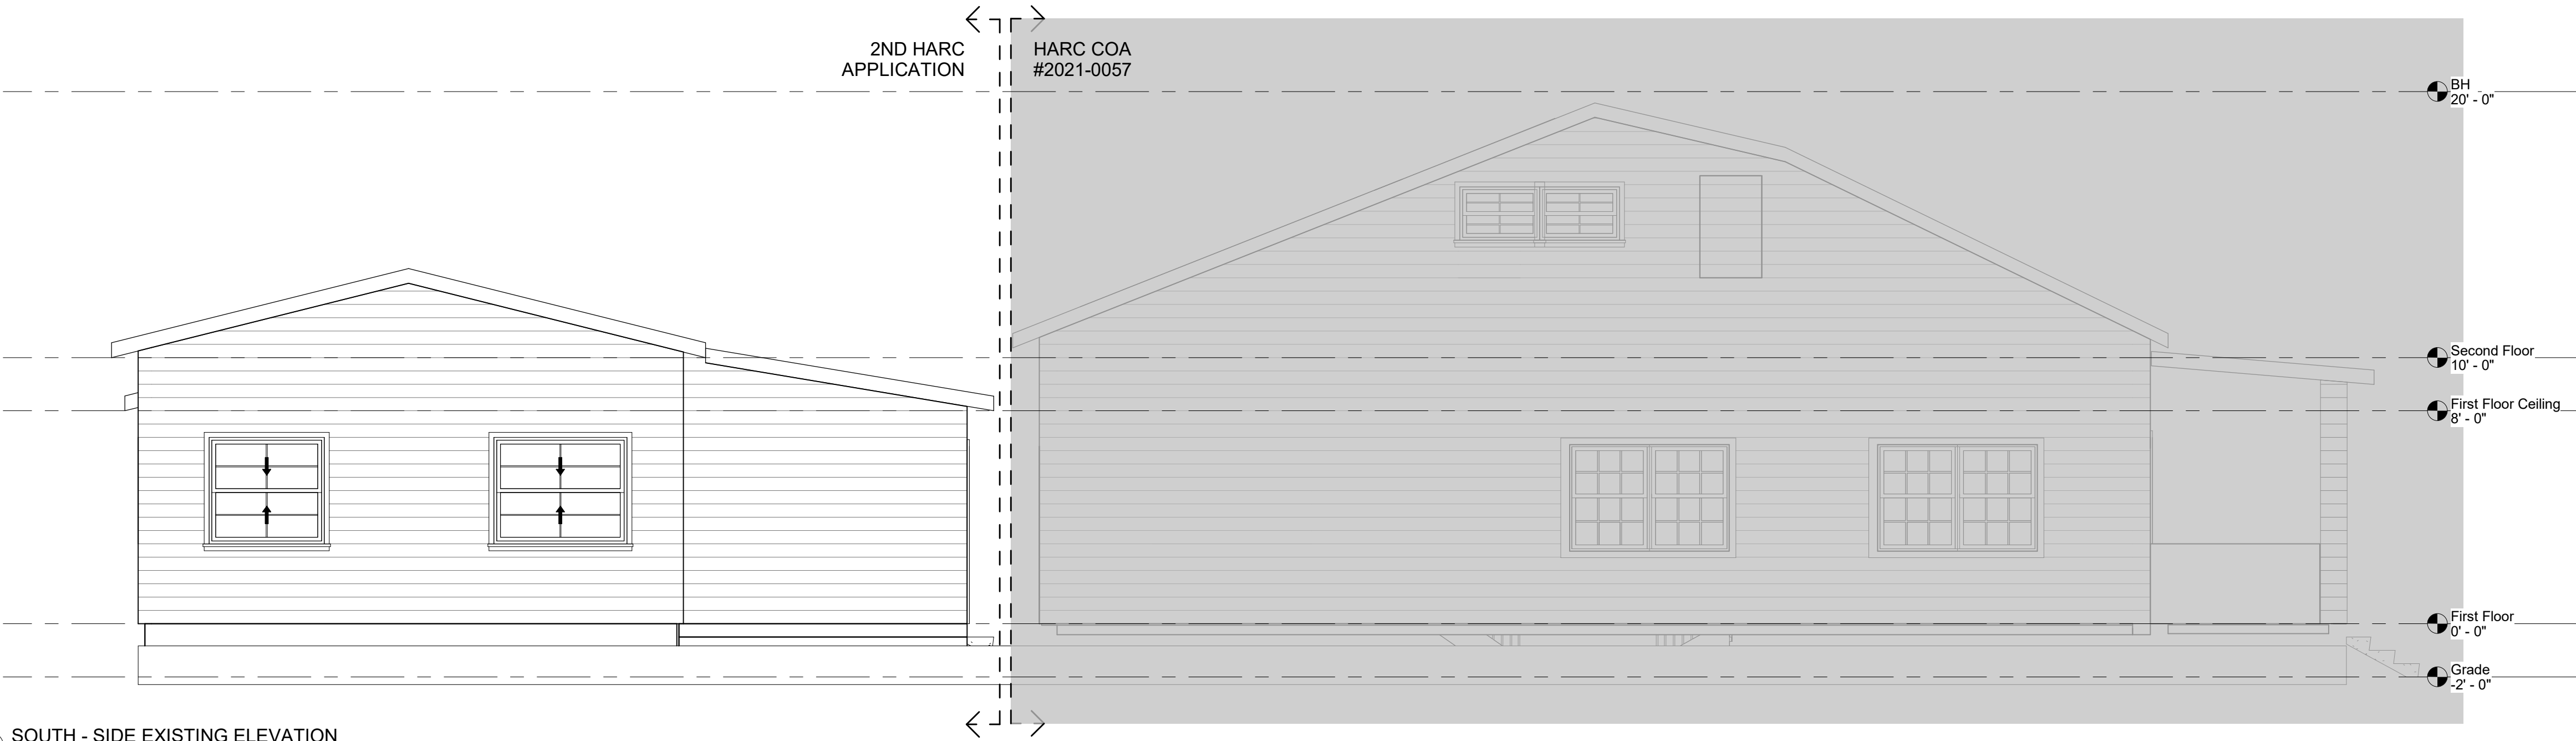 2ND HARC
APPLICATION
HARC COA
#2021-0057
BH
20' - 0"
Second Floor
10' - 0"
First Floor Ceiling
8' - 0"
First Floor
0' - 0"
Grade
-2' - 0"
SOUTH - SIDE EXISTING ELEVATION